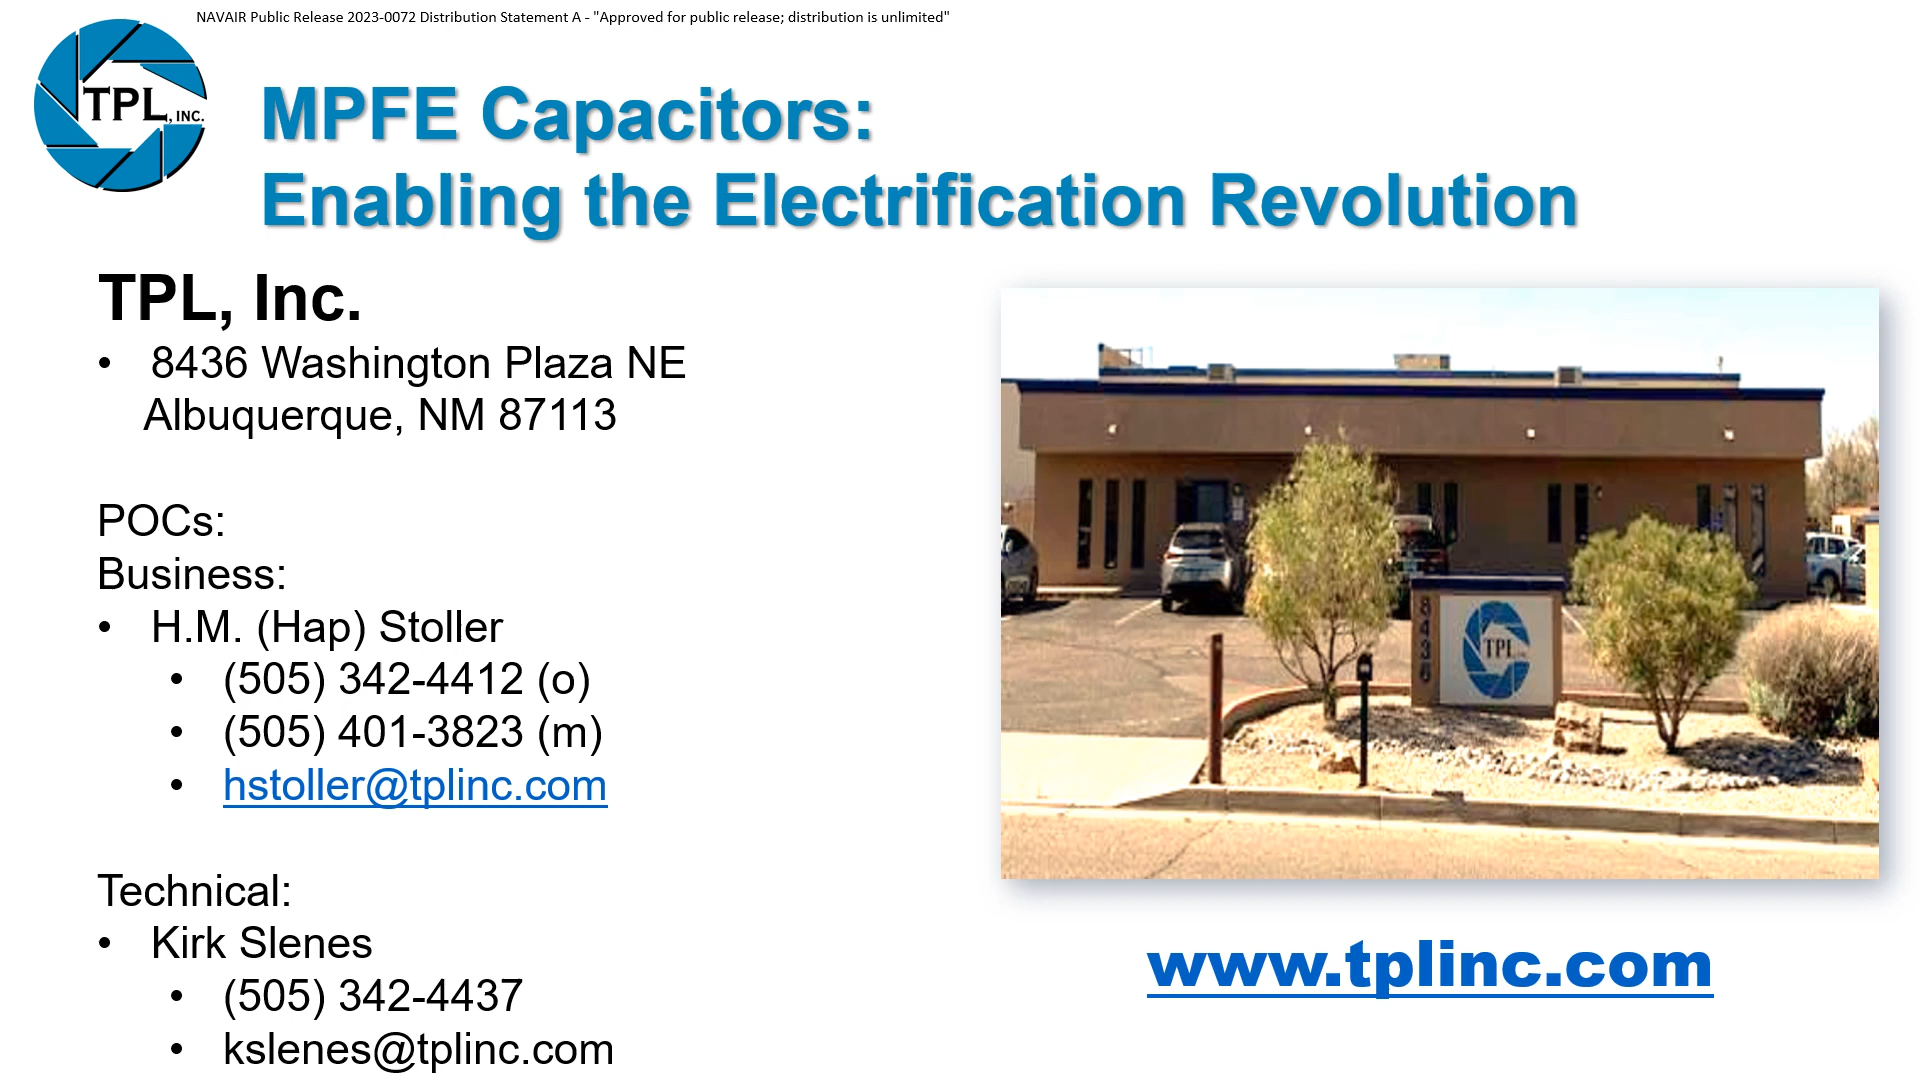 NAVAIR Public Release 2023-0072 Distribution Statement A - "Approved for public release; distribution is unlimited"
TPL, INC.
MPFE Capacitors:
Enabling the Electrification Revolution
TPL, Inc.
• 8436 Washington Plaza NE
Albuquerque, NM 87113
POCs:
Business:
• H.M. (Hap) Stoller
• (505) 342-4412 (o)
• (505) 401-3823 (m)
• hstoller@tplinc.com
Technical:
• Kirk Slenes
• (505) 342-4437
• kslenes@tplinc.com
8436
TPL
www.tplinc.com